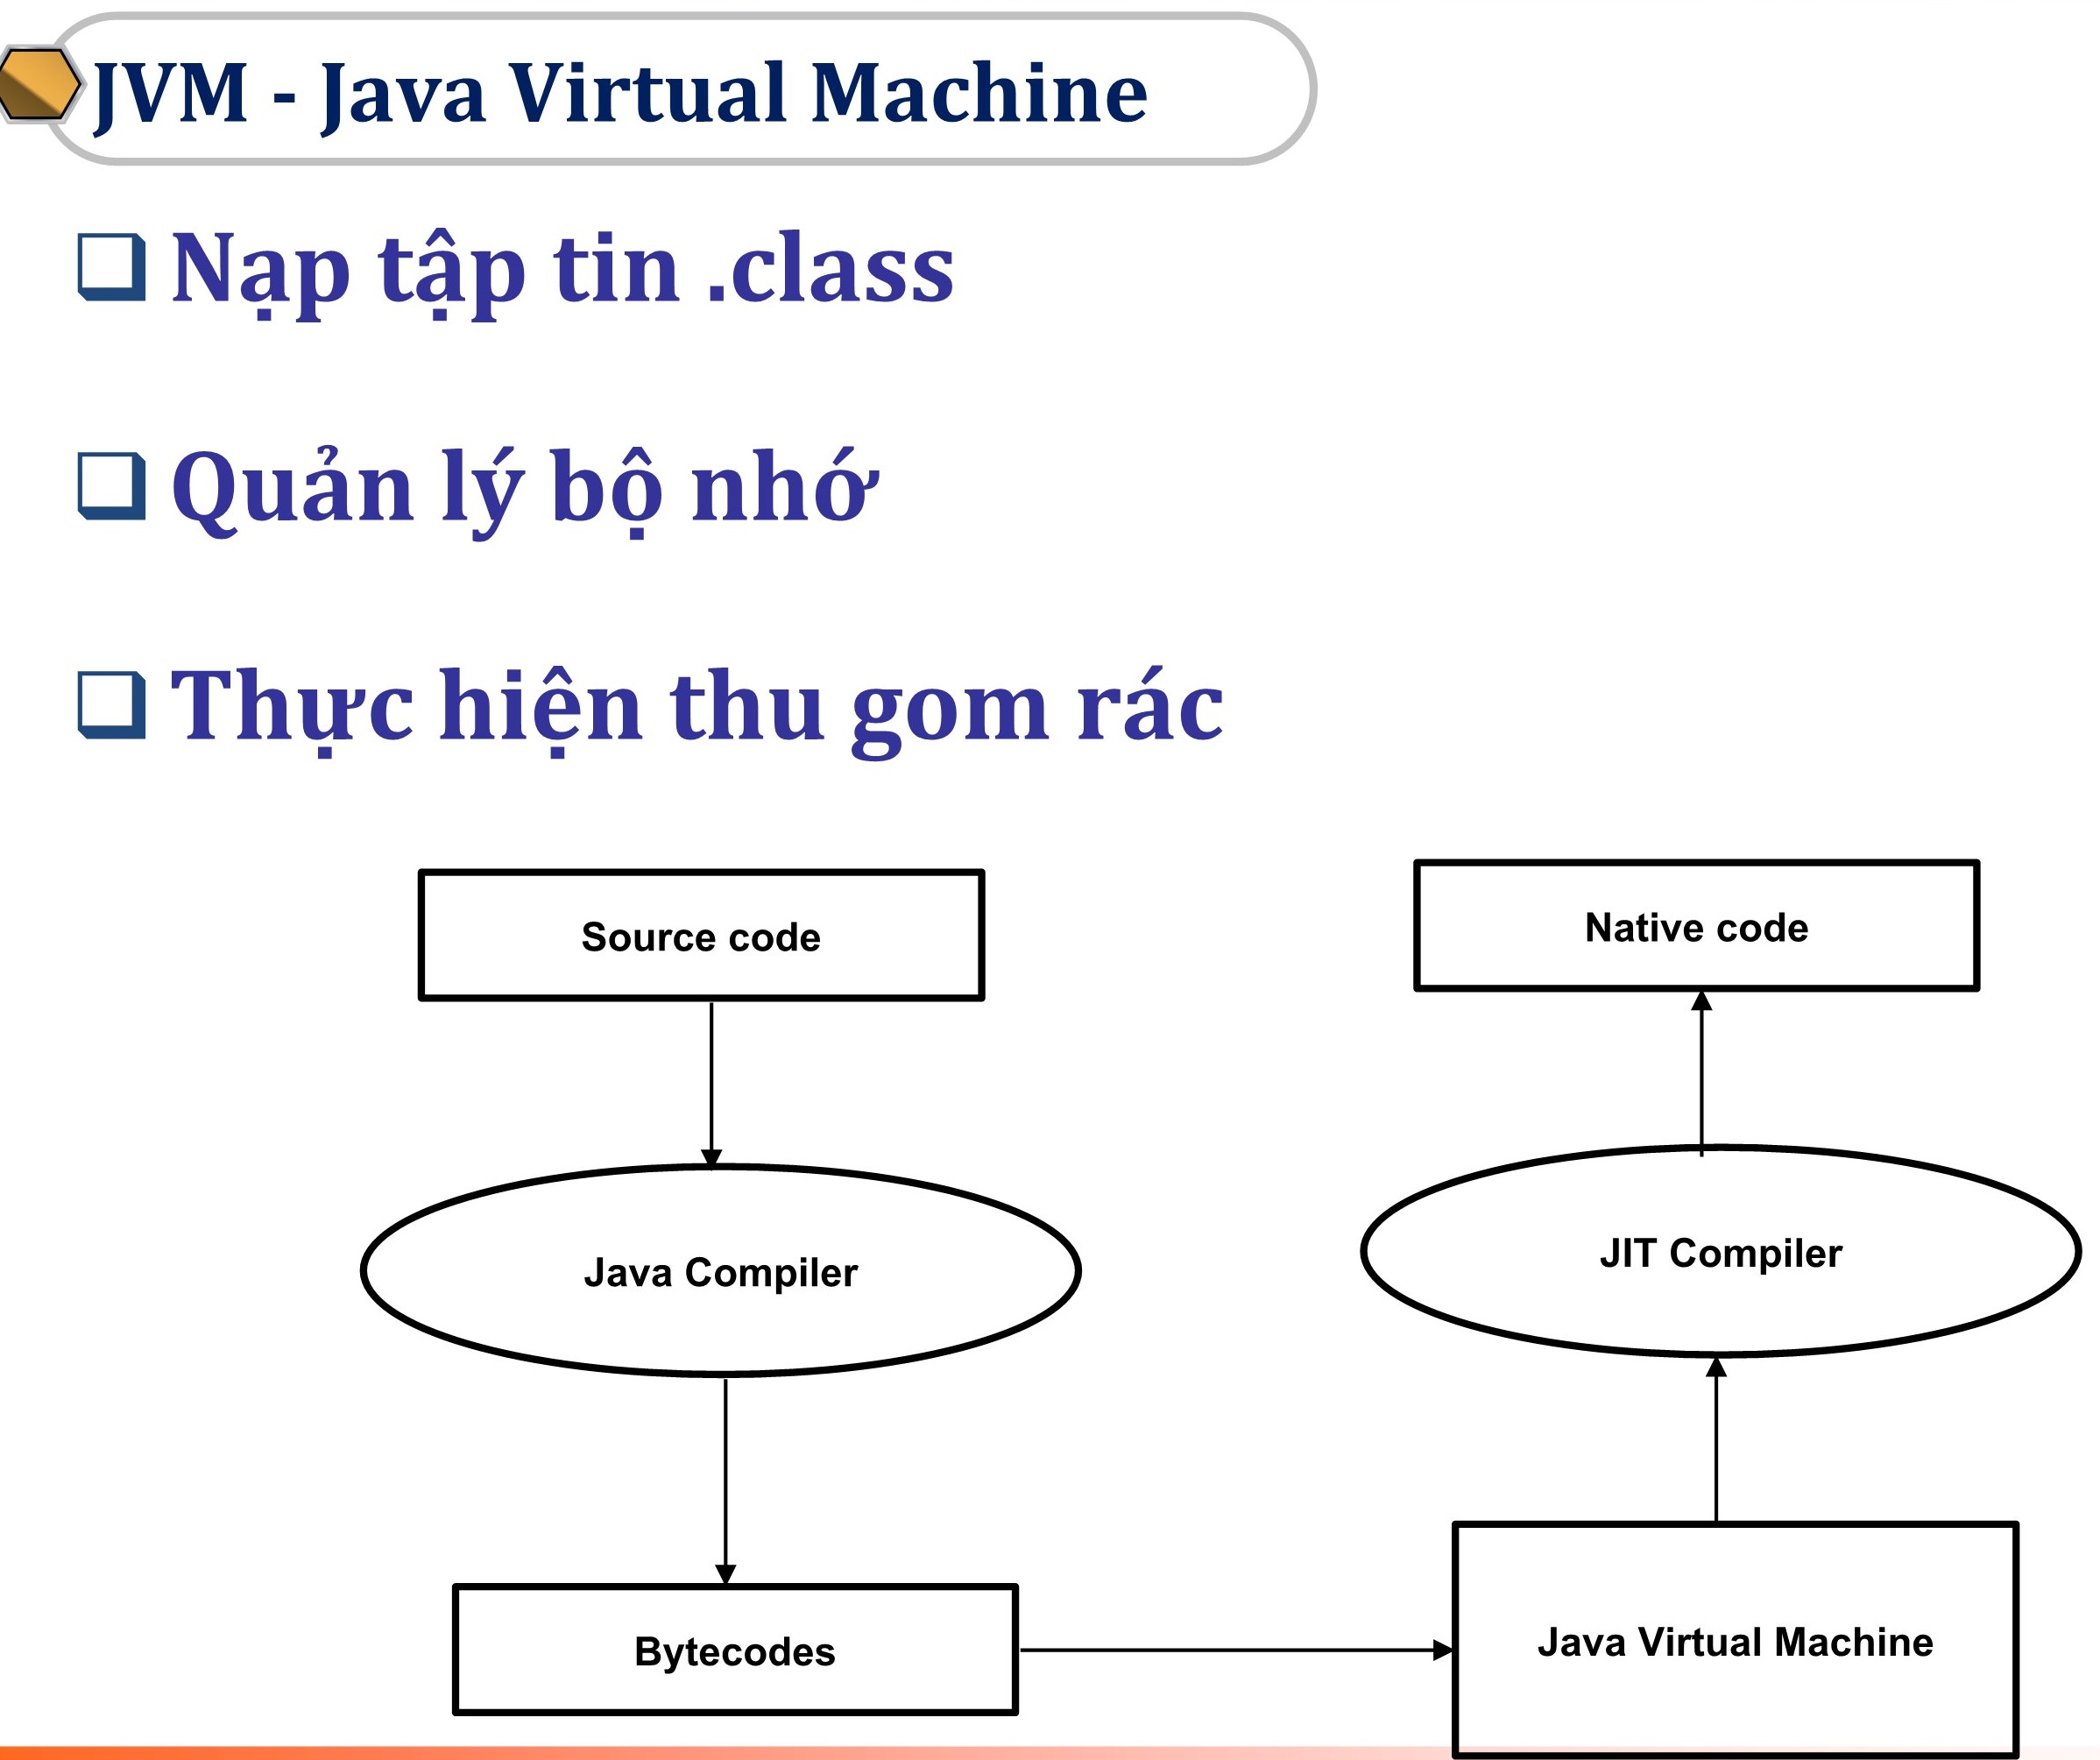 JVM - Java Virtual Machine
Nạp tập tin .class
Quản lý bộ nhớ
Thực hiện thu gom rác
Source code
Native code
Java Compiler
JIT Compiler
Bytecodes
Java Virtual Machine